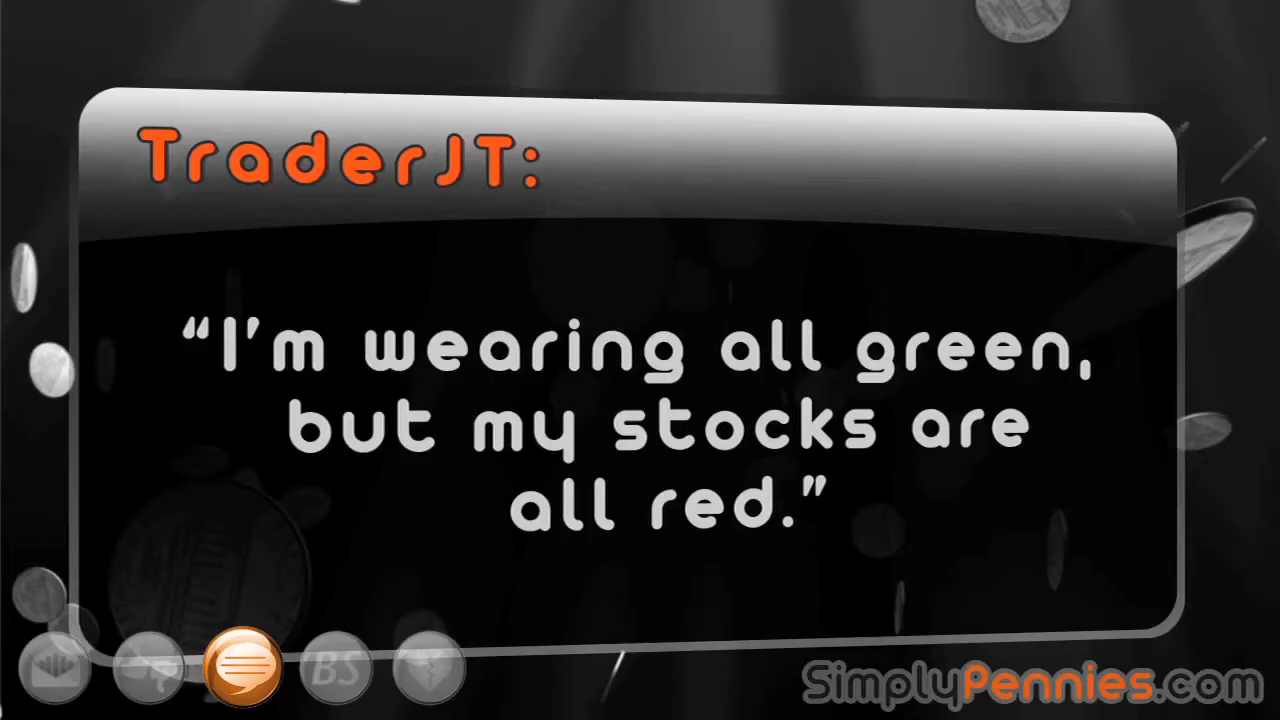 TraderJT:
“I'm wearing all green,
but my stocks are
all red.”
BS
SimplyPennies.com